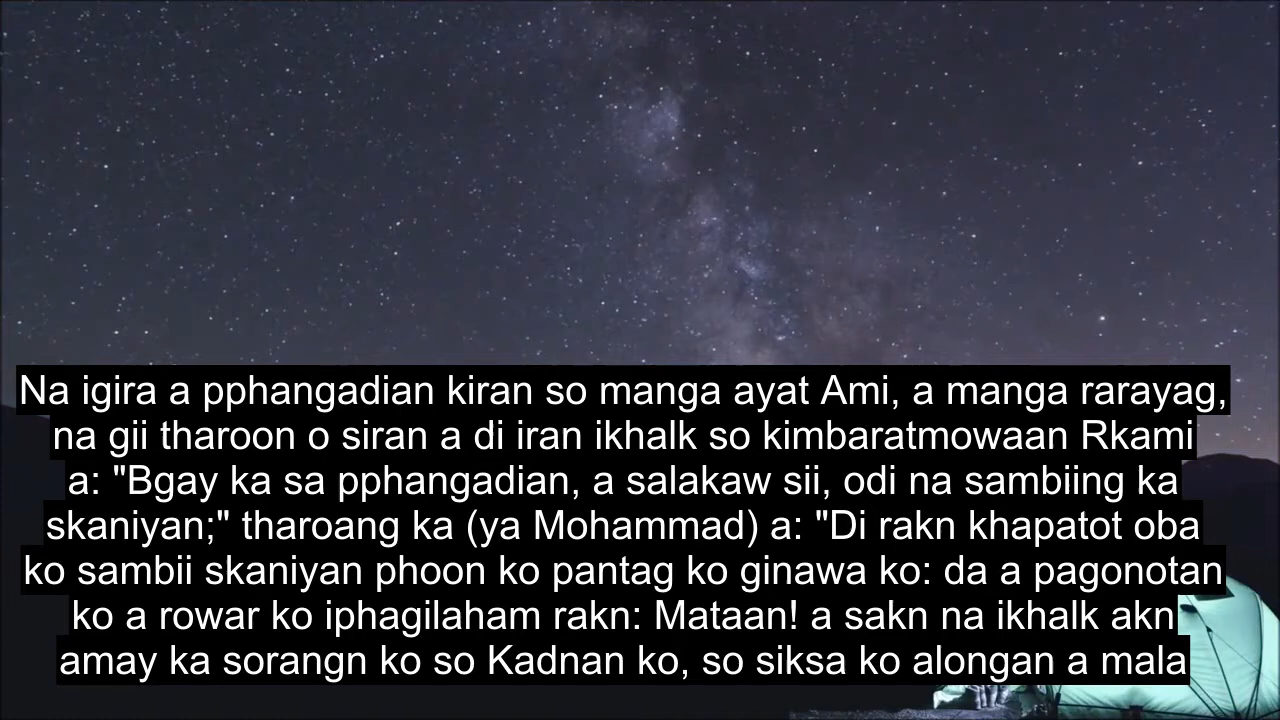 Na igira a pphangadian kiran so manga ayat Ami, a manga rarayag,
na gii tharoon o siran a di iran ikhalk so kimbaratmowaan Rkami
a: "Bgay ka sa pphangadian, a salakaw sii, odi na sambiing ka
skaniyan;" tharoang ka (ya Mohammad) a: "Di rakn khapatot oba
ko sambii skaniyan phoon ko pantag ko ginawa ko: da a pagonotan
ko a rowar ko iphagilaham rakn: Mataan! a sakn na ikhalk akn
amay ka sorangn ko so Kadnan ko, so siksa ko alongan a mala